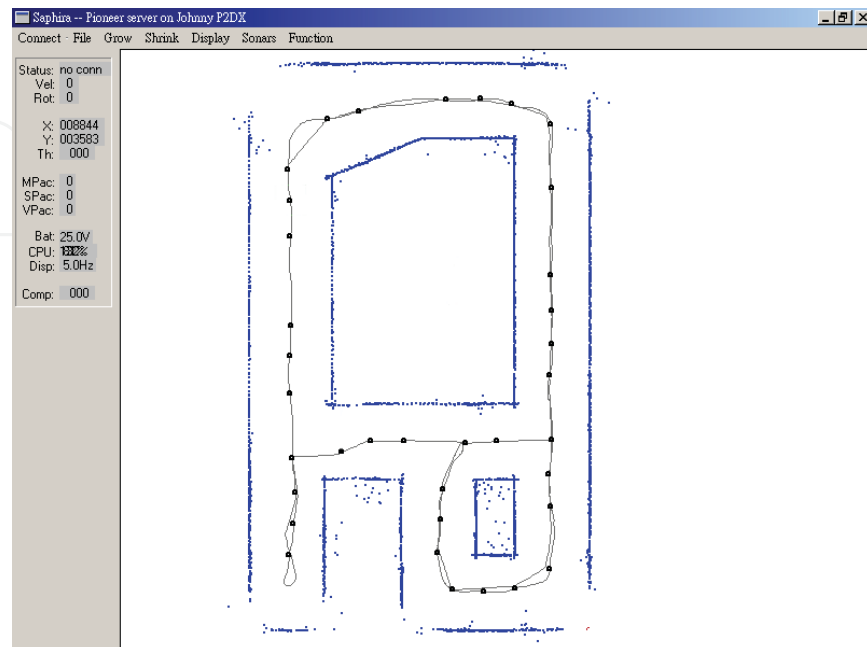 Saphira -- Pioneer server on Johnny P2DX
Connect File Grow Shrink Display Sonars Function
Status: no conn
Vel: 0
Rot: 0
X: 008844
Y: 003583
Th: 000
MPac: 0
SPac: 0
VPac: 0
Bat: 25.0V
CPU:
Disp: 5.0Hz
Comp: 000